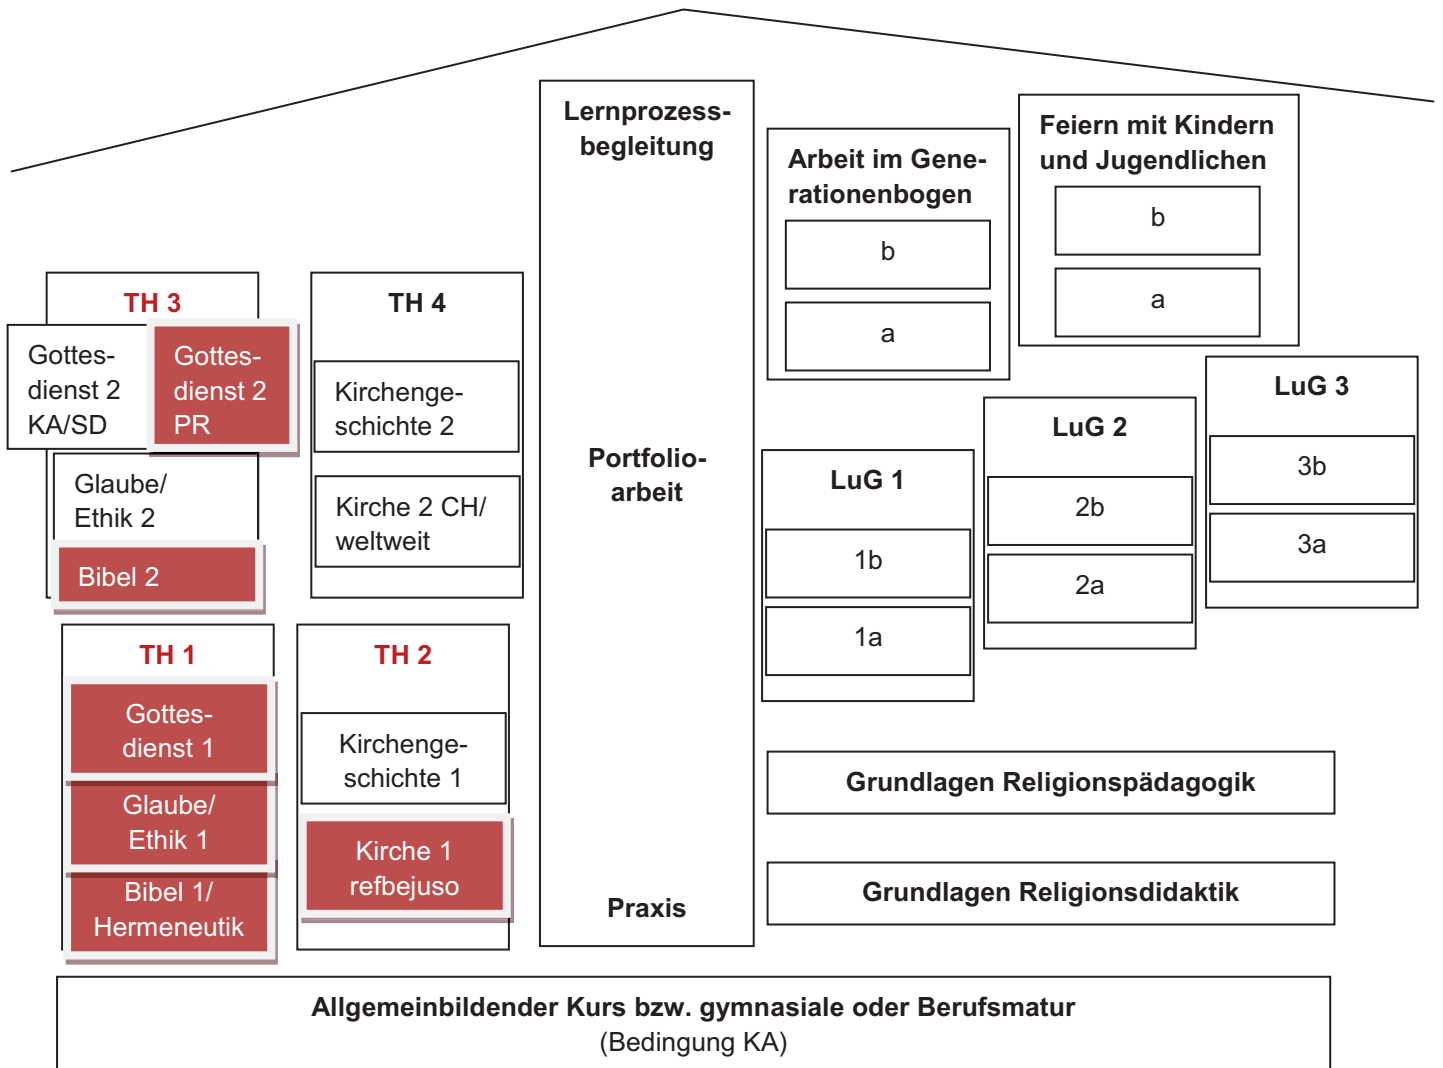 Lernprozess-
begleitung
Portfolio-
arbeit
Praxis
Arbeit im Gene-
rationenbogen
b
a
Feiern mit Kindern
und Jugendlichen
b
a
TH 3
Gottes-
dienst 2
KA/SD
Gottes-
dienst 2
PR
Glaube/
Ethik 2
Bibel 2
TH 4
Kirchenge-
schichte 2
Kirche 2 CH/
weltweit
LuG 1
1b
1a
LuG 2
2b
2a
LuG 3
3b
3a
TH 1
Gottes-
dienst 1
Glaube/
Ethik 1
Bibel 1/
Hermeneutik
TH 2
Kirchenge-
schichte 1
Kirche 1
refbejuso
Grundlagen Religionspädagogik
Grundlagen Religionsdidaktik
Allgemeinbildender Kurs bzw. gymnasiale oder Berufsmatur
(Bedingung KA)